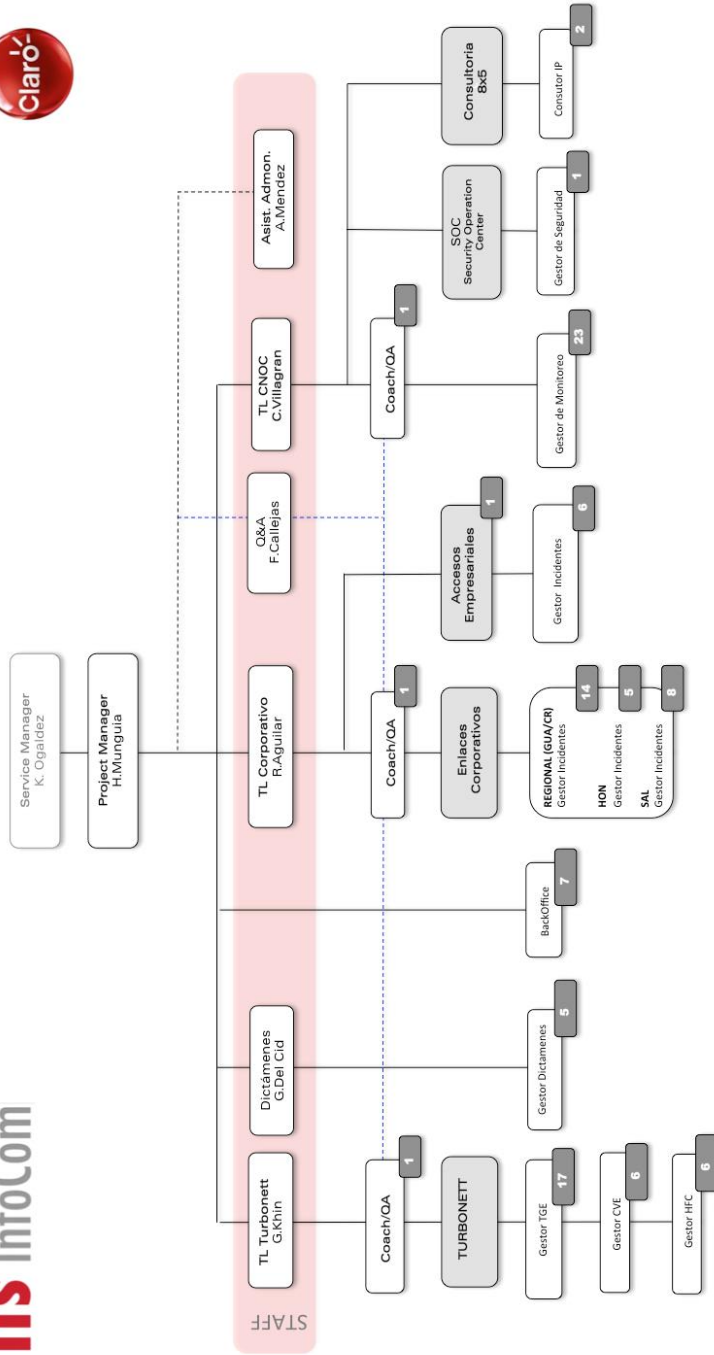 IIS InfoCom
Claro-
Service Manager
K. Ogaldez
Project Manager
H.Munguia
STAFF
TL Turbonett
G.Khin
Dictámenes
G.Del Cid
TL Corporativo
R.Aguilar
Q&A
F.Callejas
TL CNOC
C.Villagran
Asist. Admon.
A.Mendez
Coach/QA
1
Coach/QA
1
Coach/QA
1
TURBONETT
Enlaces
Corporativos
Accesos
Empresariales
1
SOC
Security Operation
Center
Consultoria
8x5
Gestor TGE
17
Gestor CVE
6
Gestor HFC
6
Gestor Dictamenes
5
BackOffice
7
REGIONAL (GUA/CR)
Gestor Incidentes
14
HON
Gestor Incidentes
5
SAL
Gestor Incidentes
8
Gestor Incidentes
6
Gestor de Monitoreo
23
Gestor de Seguridad
1
Consutor IP
2